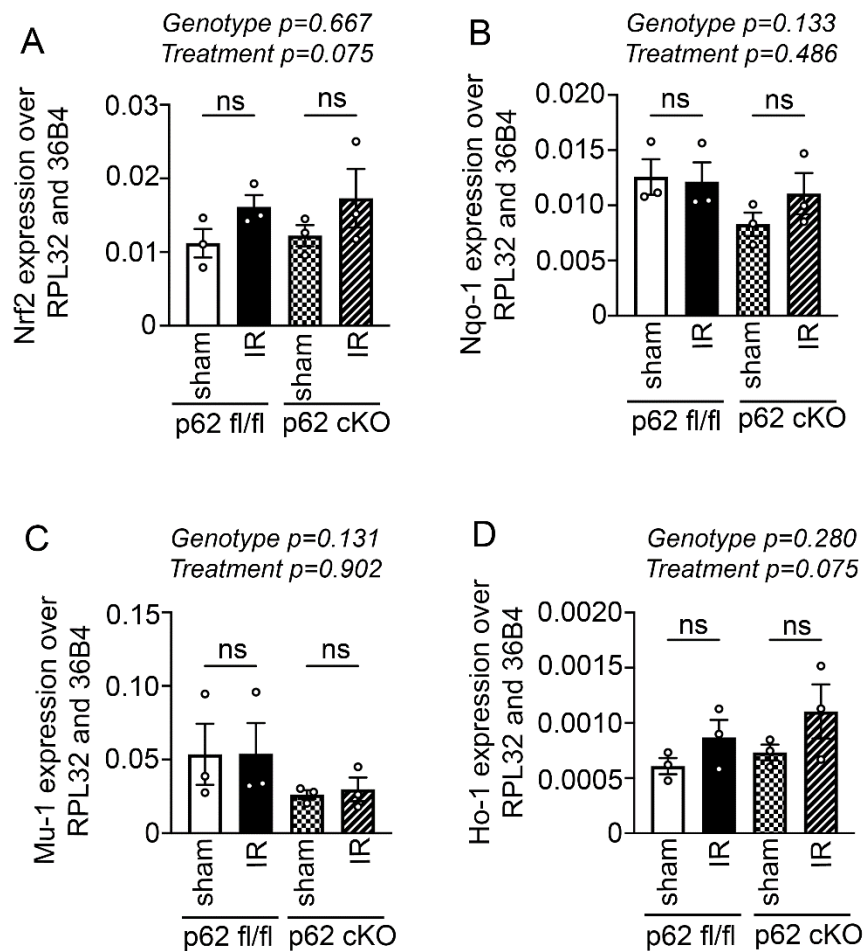 A
Genotype p=0.667
Treatment p=0.075
Nrf2 expression over
RPL32 and 36B4
0.03
0.02
0.01
0
ns
ns
sham
IR
sham
IR
p62 fl/fl
p62 cKO
B
Genotype p=0.133
Treatment p=0.486
Nqo-1 expression over
RPL32 and 36B4
0.020
0.015
0.010
0.005
0
ns
ns
sham
IR
sham
IR
p62 fl/fl
p62 cKO
C
Genotype p=0.131
Treatment p=0.902
Mu-1 expression over
RPL32 and 36B4
0.15
0.10
0.05
0
ns
ns
sham
IR
sham
IR
p62 fl/fl
p62 cKO
D
Genotype p=0.280
Treatment p=0.075
Ho-1 expression over
RPL32 and 36B4
0.0020
0.0015
0.0010
0.0005
0
ns
ns
sham
IR
sham
IR
p62 fl/fl
p62 cKO